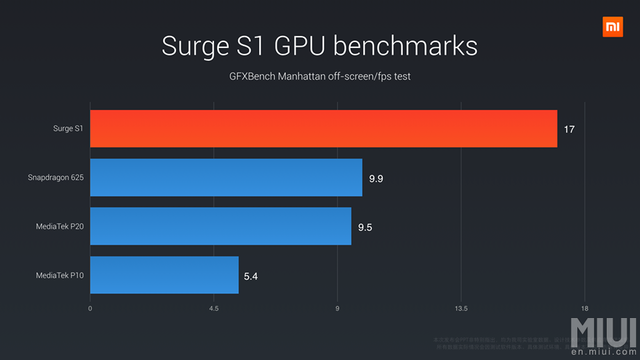 mi
Surge S1 GPU benchmarks
GFXBench Manhattan off-screen/fps test
Surge S1
17
Snapdragon 625
9.9
MediaTek P20
9.5
MediaTek P10
5.4
0 4.5 9 13.5 18
MIUI
en.miui.com